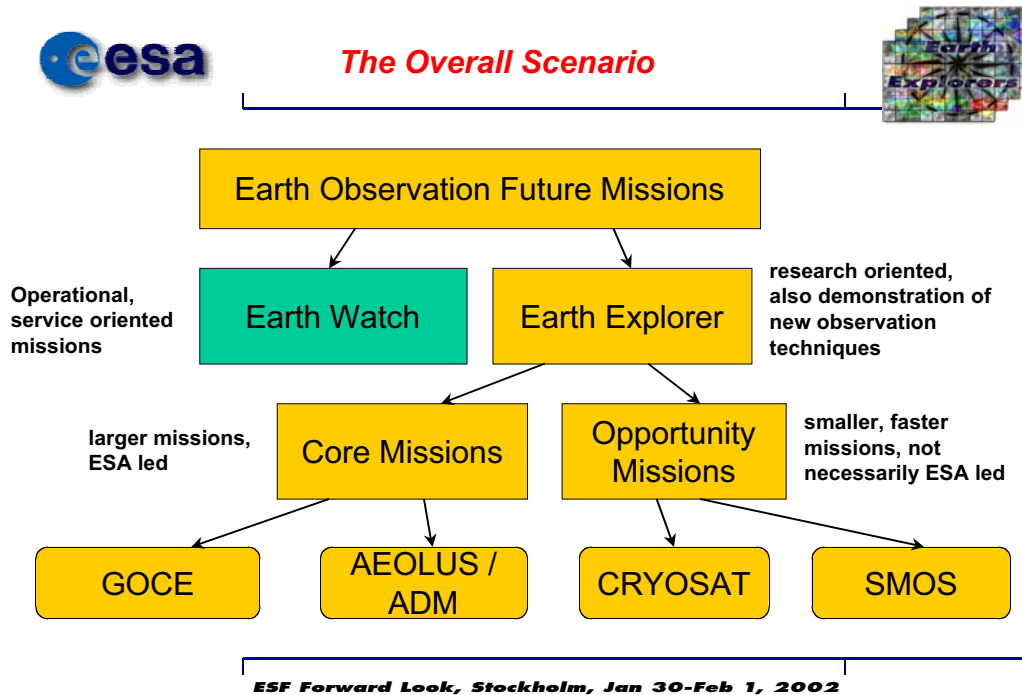 esa
The Overall Scenario
Earth
Explorers
Earth Observation Future Missions
Operational,
service oriented
missions
Earth Watch
Earth Explorer
research oriented,
also demonstration of
new observation
techniques
larger missions,
ESA led
Core Missions
Opportunity
Missions
smaller, faster
missions, not
necessarily ESA led
GOCE
AEOLUS /
ADM
CRYOSAT
SMOS
ESF Forward Look, Stockholm, Jan 30-Feb 1, 2002